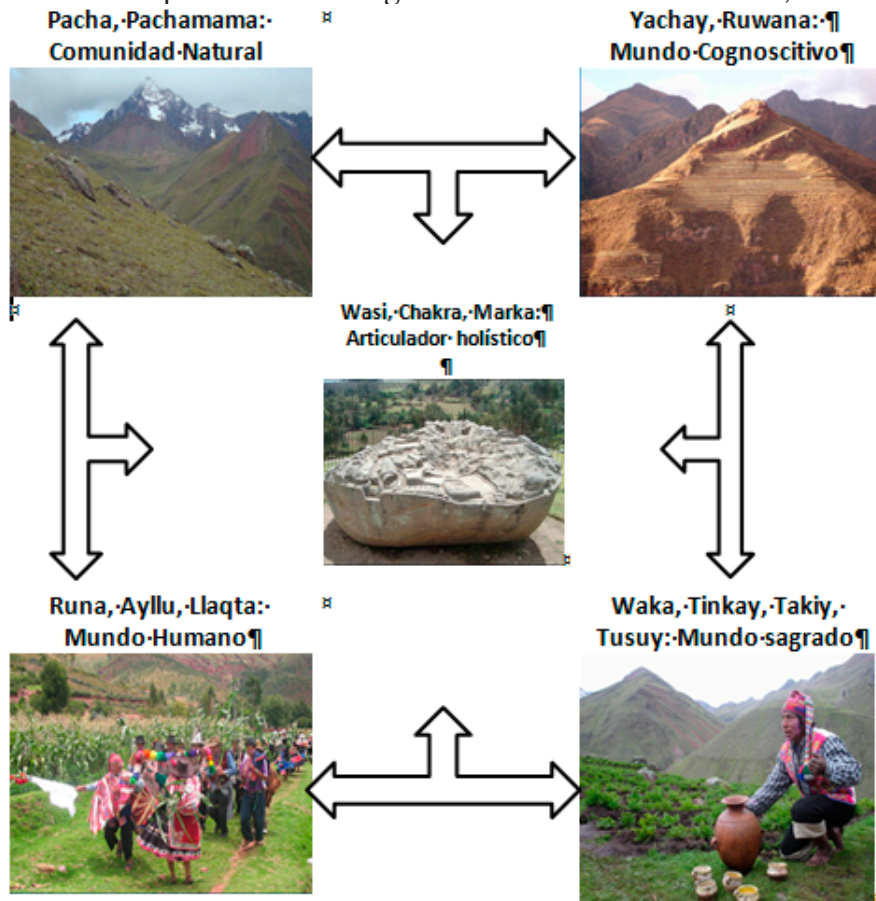 Pacha,·Pachamama:·
Comunidad·Natural
¤
Yachay,·Ruwana:·¶
Mundo·Cognoscitivo¶
¤
Wasi,·Chakra,·Marka:¶
Articulador·holístico¶
¶
¤
¤
Runa,·Ayllu,·Llaqta:·
Mundo·Humano¶
¤
Waka,·Tinkay,·Takiy,·
Tusuy:·Mundo·sagrado¶